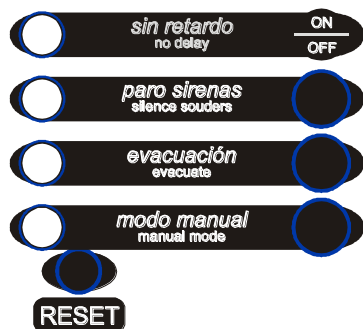 sin retardo
no delay
ON
OFF
paro sirenas
silence souders
evacuación
evacuate
modo manual
manual mode
RESET